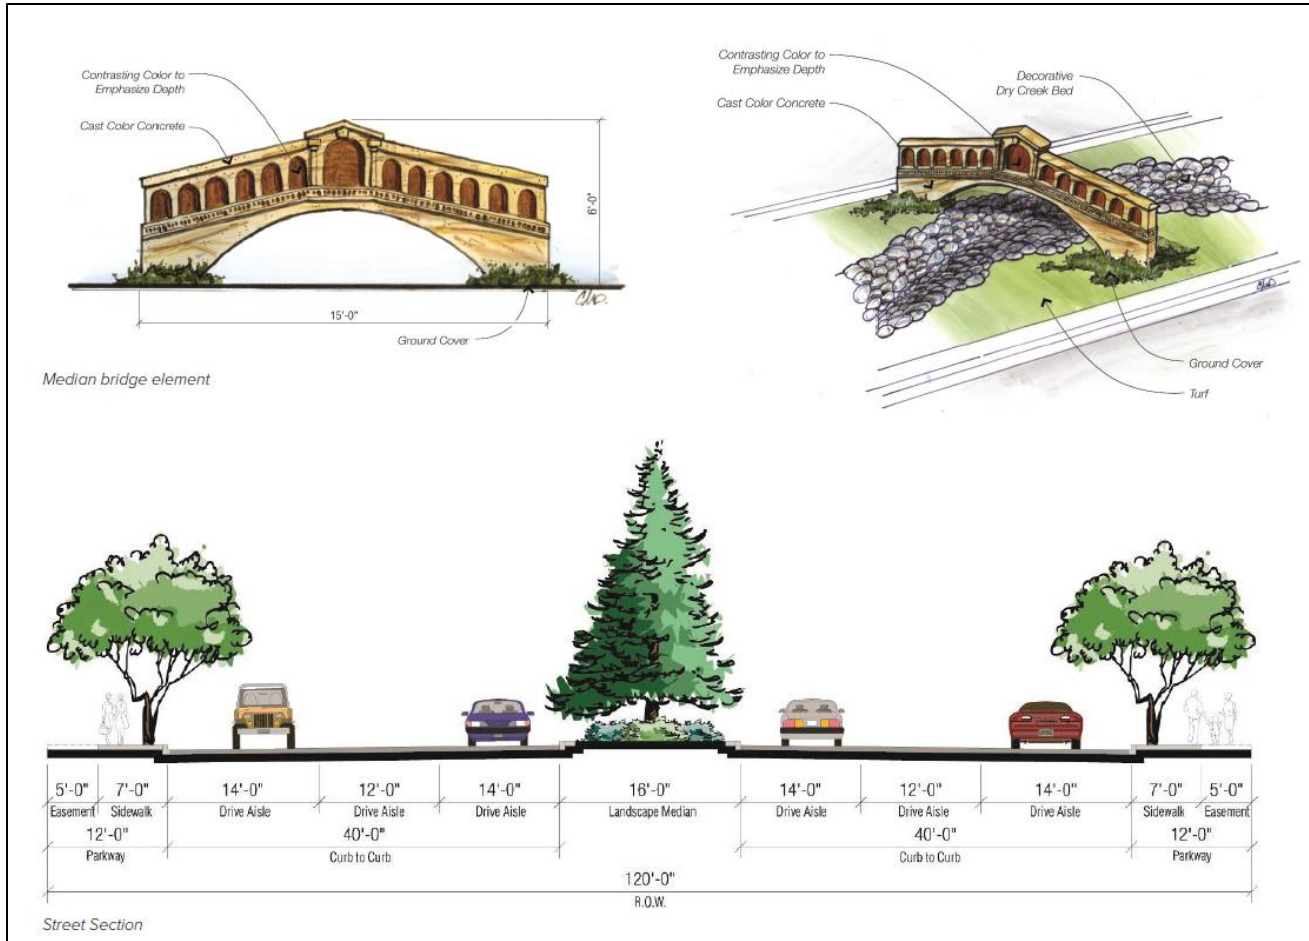 Contrasting Color to
Emphasize Depth
Cast Color Concrete
6'-0"
15'-0"
Ground Cover
Median bridge element
Contrasting Color to
Emphasize Depth
Cast Color Concrete
Decorative
Dry Creek Bed
Ground Cover
Turf
5'-0" 7'-0" 14'-0" 12'-0" 14'-0" 16'-0" 14'-0" 12'-0" 14'-0" 7'-0" 5'-0"
Easement Sidewalk Drive Aisle Drive Aisle Drive Aisle Landscape Median Drive Aisle Drive Aisle Drive Aisle Sidewalk Easement
12'-0" 40'-0" 40'-0" 12'-0"
Parkway Curb to Curb Curb to Curb Parkway
120'-0"
R.O.W.
Street Section